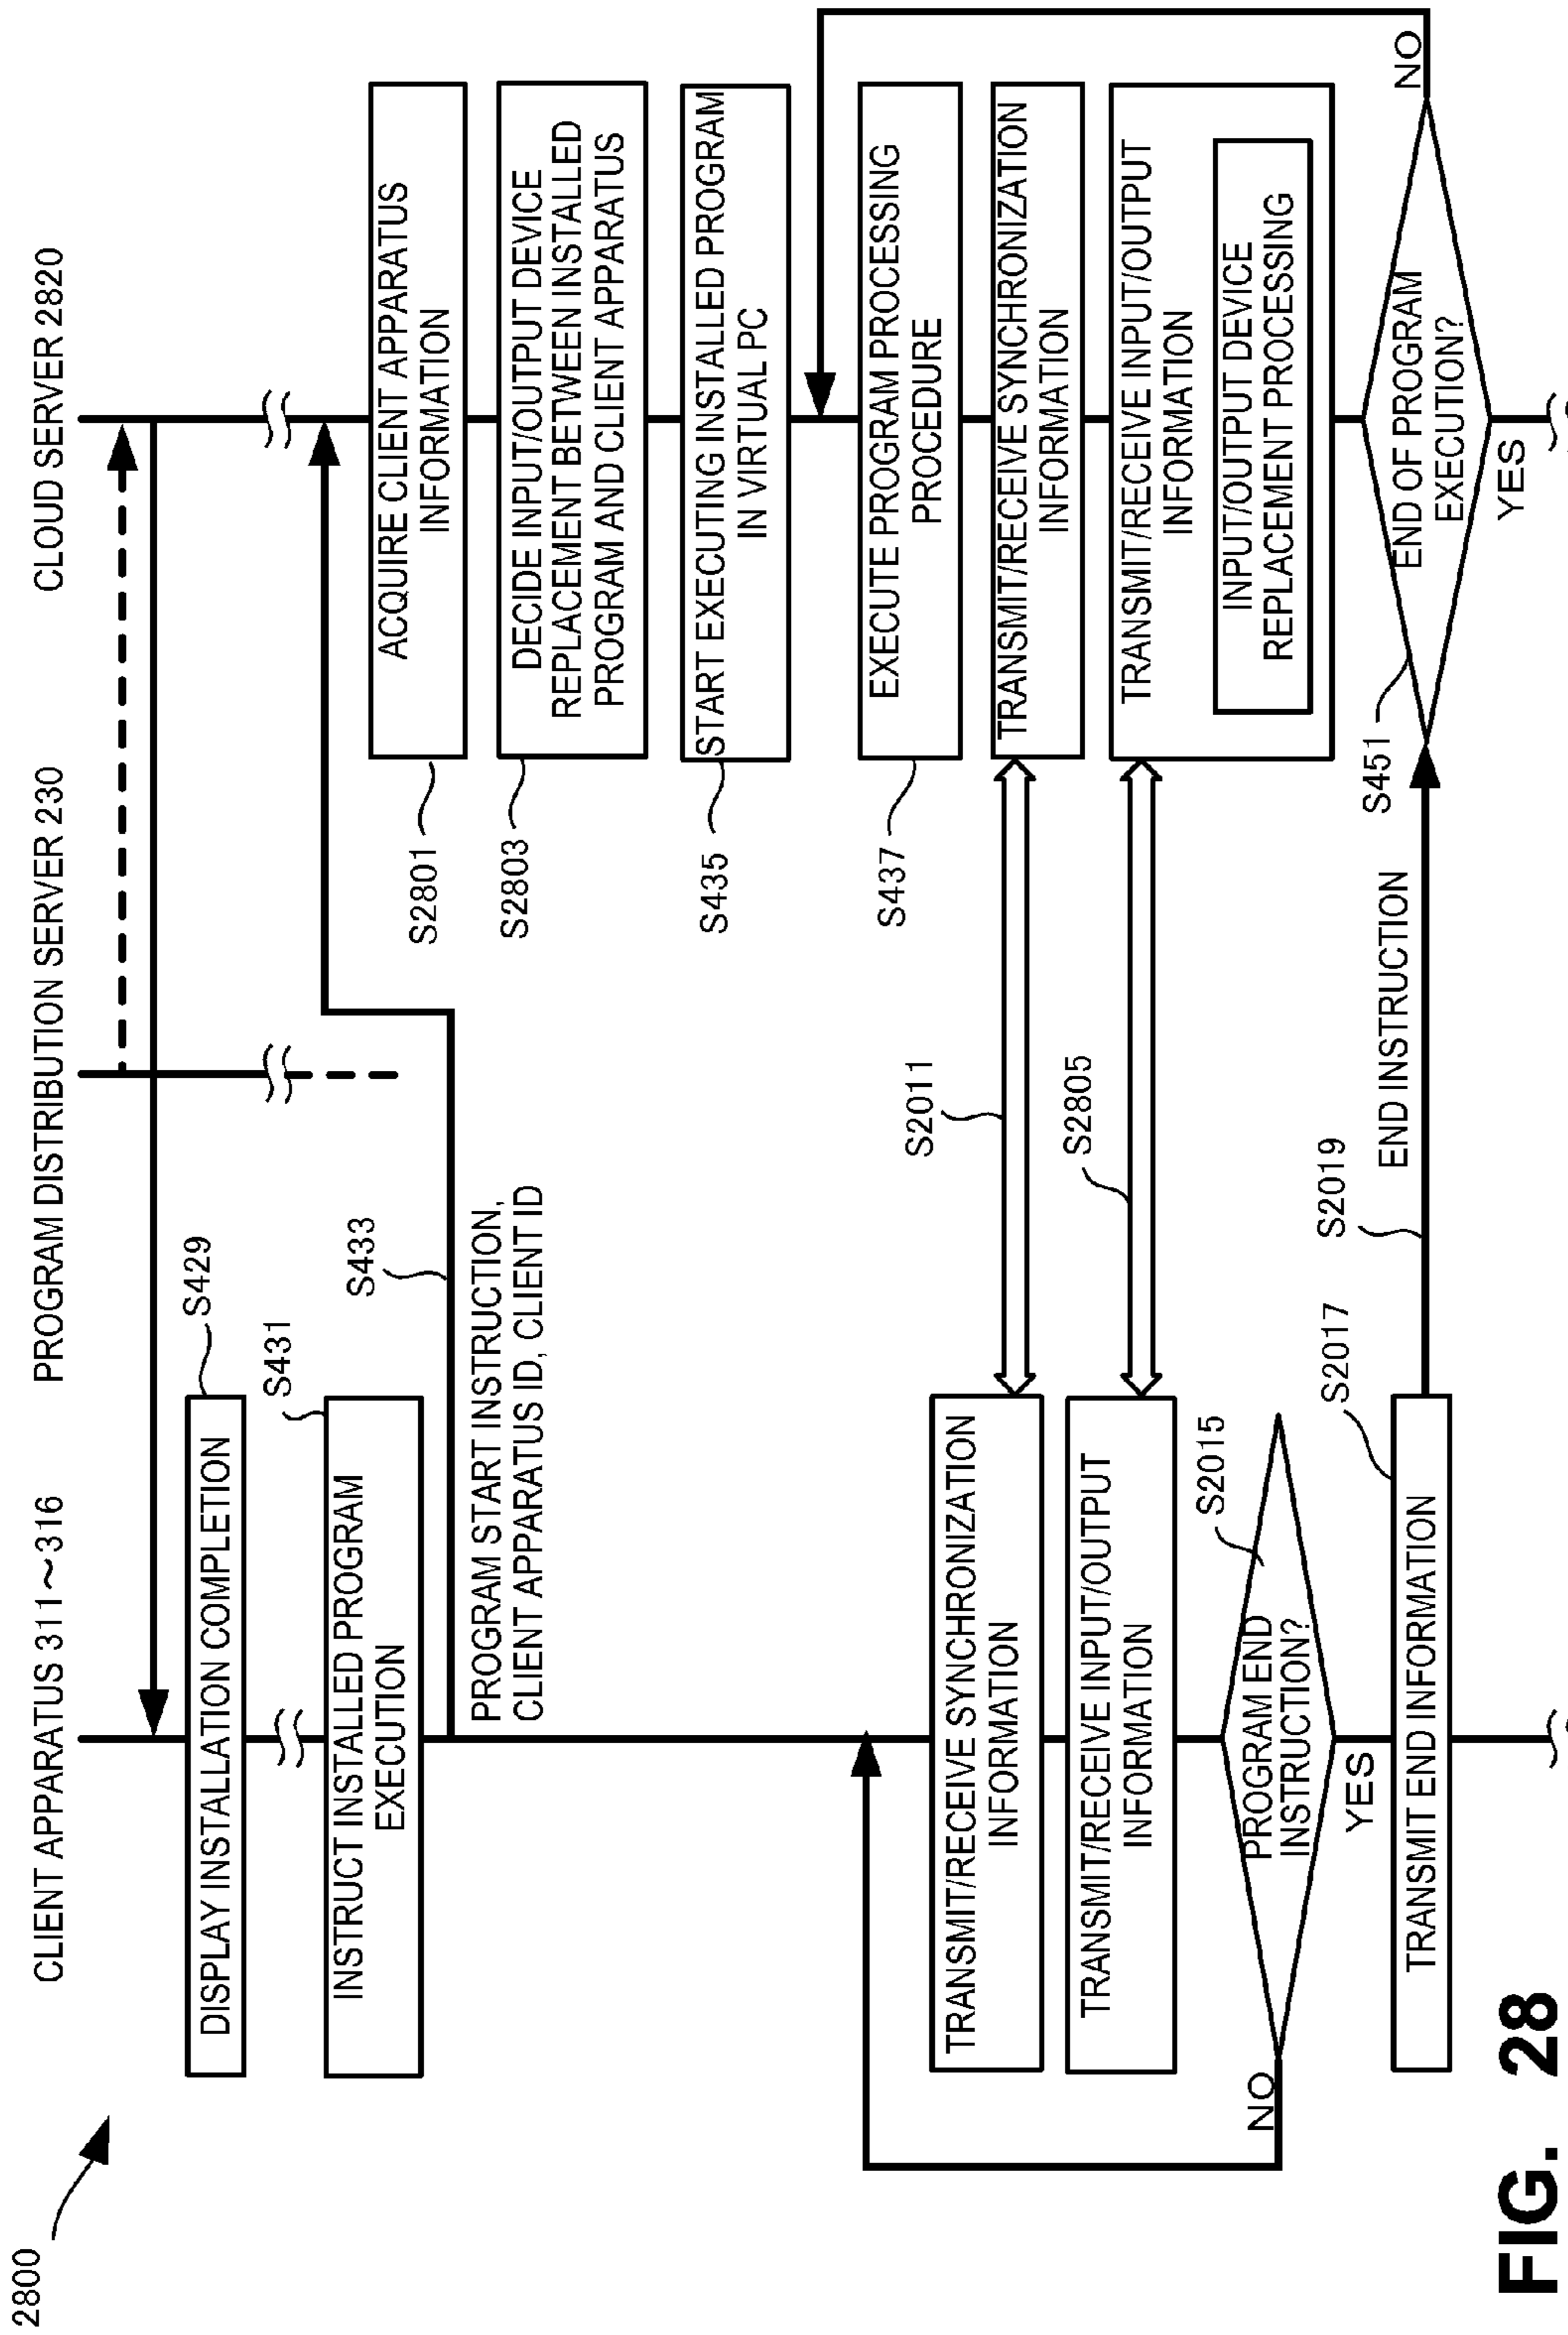 2800
CLIENT APPARATUS 311~316
PROGRAM DISTRIBUTION SERVER 230
CLOUD SERVER 2820
DISPLAY INSTALLATION COMPLETION
S429
INSTRUCT INSTALLED PROGRAM
EXECUTION
S431
S433
PROGRAM START INSTRUCTION,
CLIENT APPARATUS ID, CLIENT ID
ACQUIRE CLIENT APPARATUS
INFORMATION
S2801
DECIDE INPUT/OUTPUT DEVICE
REPLACEMENT BETWEEN INSTALLED
PROGRAM AND CLIENT APPARATUS
S2803
START EXECUTING INSTALLED PROGRAM
IN VIRTUAL PC
S435
EXECUTE PROGRAM PROCESSING
PROCEDURE
S437
TRANSMIT/RECEIVE SYNCHRONIZATION
INFORMATION
S2011
TRANSMIT/RECEIVE SYNCHRONIZATION
INFORMATION
TRANSMIT/RECEIVE INPUT/OUTPUT
INFORMATION
S2805
TRANSMIT/RECEIVE INPUT/OUTPUT
INFORMATION
INPUT/OUTPUT DEVICE
REPLACEMENT PROCESSING
PROGRAM END
INSTRUCTION?
S2015
NO
YES
TRANSMIT END INFORMATION
S2017
S2019
END INSTRUCTION
S451
END OF PROGRAM
EXECUTION?
NO
YES
FIG. 28